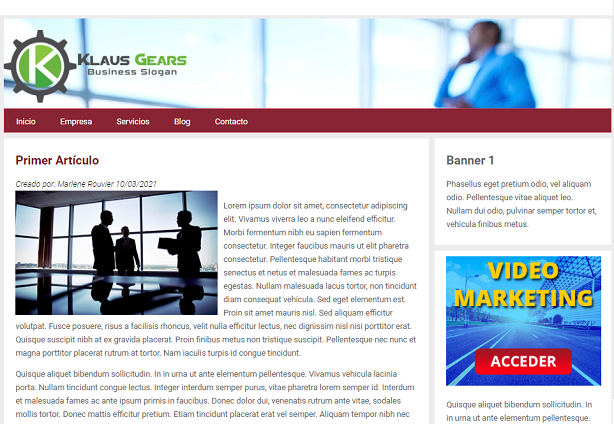 KLAUS GEARS
Business Slogan
Inicio Empresa Servicios Blog Contacto
Primer Artículo
Creado por: Marlene Rouvier 10/03/2021
Lorem ipsum dolor sit amet, consectetur adipiscing
elit. Vivamus viverra leo a nunc eleifend efficitur.
Morbi fermentum nibh eu sapien fermentum
consectetur. Integer faucibus mauris ut elit pharetra
consectetur. Pellentesque habitant morbi tristique
senectus et netus et malesuada fames ac turpis
egestas. Nullam malesuada lacus tortor, non tincidunt
diam consequat vehicula. Sed eget elementum est.
Proin sit amet mauris nisl. Sed aliquam efficitur
volutpat. Fusce posuere, risus a facilisis rhoncus, velit nulla efficitur lectus, nec dignissim nisl nisi porttitor erat.
Quisque suscipit nibh at ex gravida placerat. Proin finibus metus non tristique suscipit. Pellentesque nec nunc et
magna porttitor placerat rutrum at tortor. Nam iaculis turpis id congue tincidunt.
Quisque aliquet bibendum sollicitudin. In in urna ut ante elementum pellentesque. Vivamus vehicula lacinia
porta. Nullam tincidunt congue lectus. Integer interdum semper purus, vitae pharetra lorem semper id. Interdum
et malesuada fames ac ante ipsum primis in faucibus. Donec dolor dui, venenatis rutrum ante vitae, sodales
mollis tortor. Donec mattis efficitur pretium. Etiam tincidunt placerat erat vel semper. Aliquam tempor nibh nec
Banner 1
Phasellus eget pretium odio, vel aliquam
odio. Pellentesque vitae aliquet leo.
Nullam dui odio, pulvinar semper tortor et,
vehicula finibus metus.
VIDEO
MARKETING
ACCEDER
Quisque aliquet bibendum sollicitudin. In
in urna ut ante elementum pellentesque.